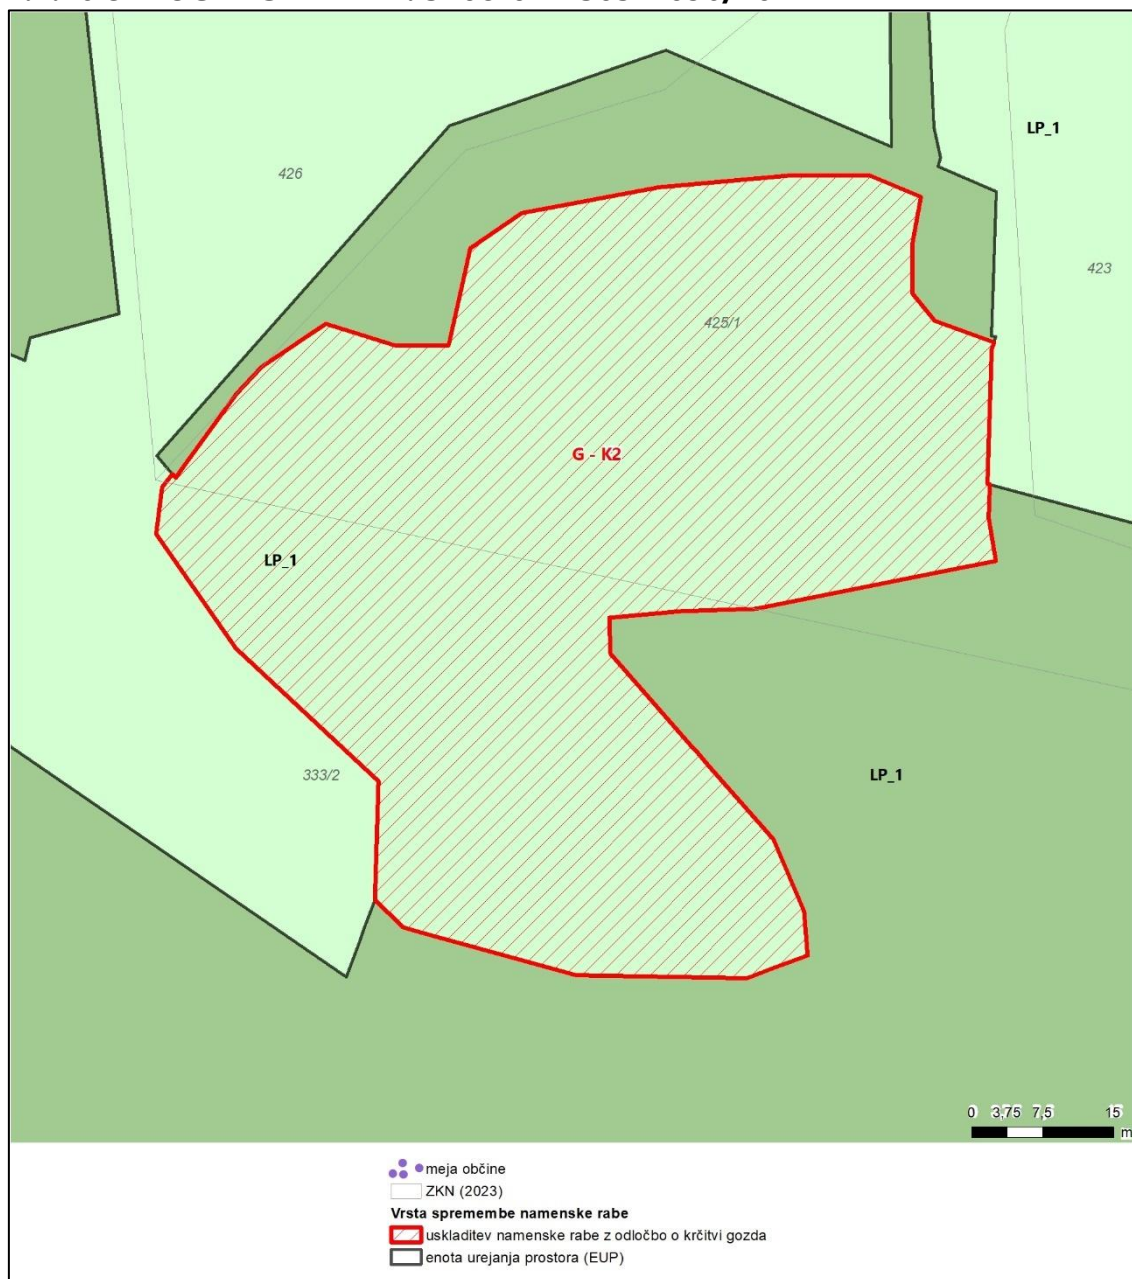 LP_1
426
423
425/1
G - K2
LP_1
333/2
LP_1
0 3,75 7,5 15
m
meja občine
ZKN (2023)
Vrsta spremembe namenske rabe
uskladitev namenske rabe z odločbo o krčitvi gozda
enota urejanja prostora (EUP)